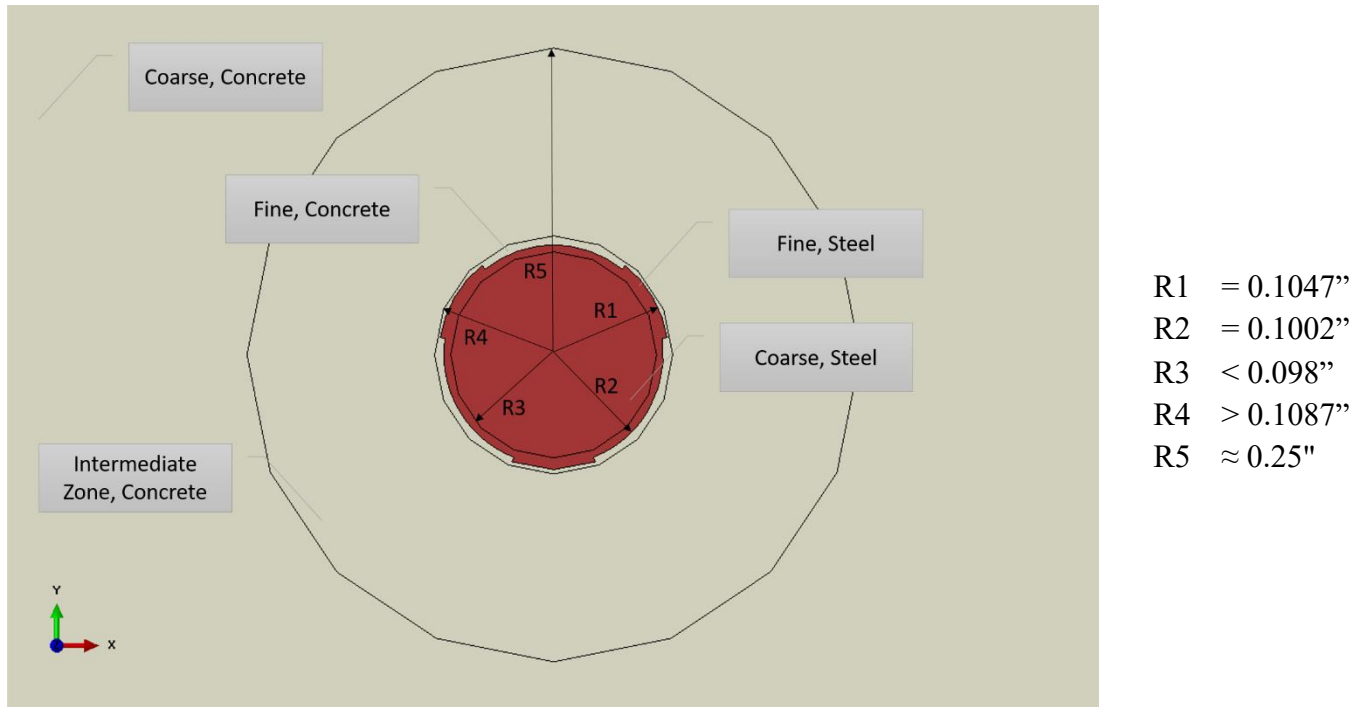 Coarse, Concrete
Fine, Concrete
Fine, Steel
R5
R1
R4
Coarse, Steel
R2
R3
Intermediate
Zone, Concrete
Y
X
R1 = 0.1047”
R2 = 0.1002”
R3 < 0.098”
R4 > 0.1087”
R5 ≈ 0.25"